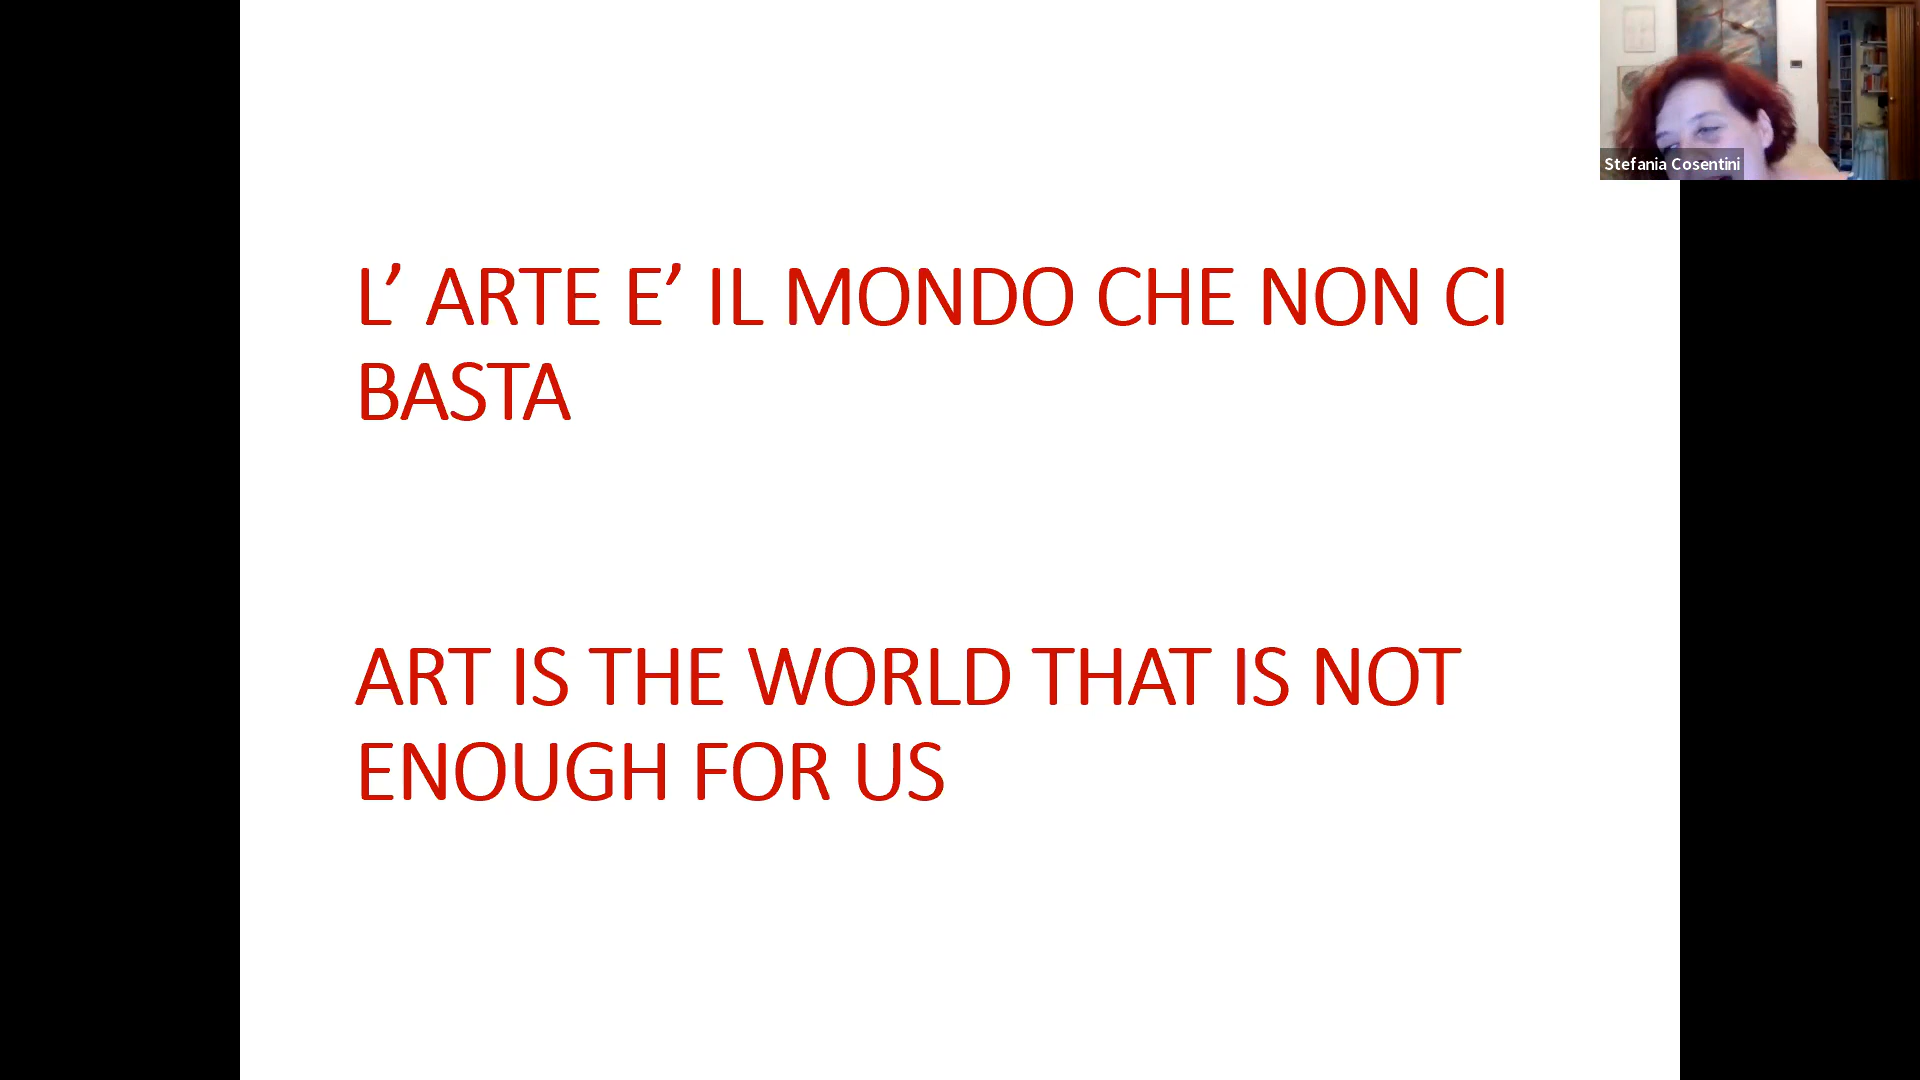 Stefania Cosentini
L’ ARTE E’ IL MONDO CHE NON CI
BASTA
ART IS THE WORLD THAT IS NOT
ENOUGH FOR US